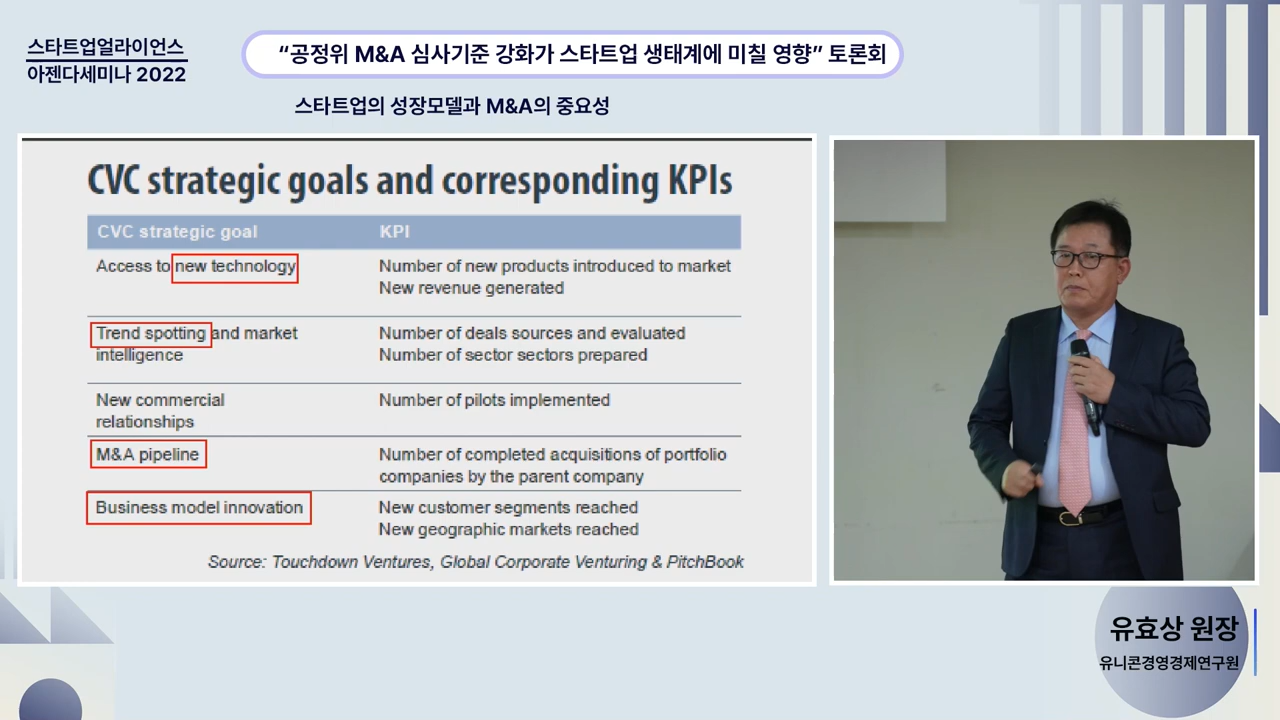 스타트업얼라이언스
아젠다세미나 2022
“공정위 M&A 심사기준 강화가 스타트업 생태계에 미칠 영향” 토론회
스타트업의 성장모델과 M&A의 중요성
CVC strategic goals and corresponding KPIs
CVC strategic goal KPI
Access to new technology Number of new products introduced to market
New revenue generated
Trend spotting and market Number of deals sources and evaluated
intelligence Number of sector sectors prepared
New commercial Number of pilots implemented
relationships
M&A pipeline Number of completed acquisitions of portfolio
companies by the parent company
Business model innovation New customer segments reached
New geographic markets reached
Source: Touchdown Ventures, Global Corporate Venturing & PitchBook
유효상 원장
유니콘경영경제연구원